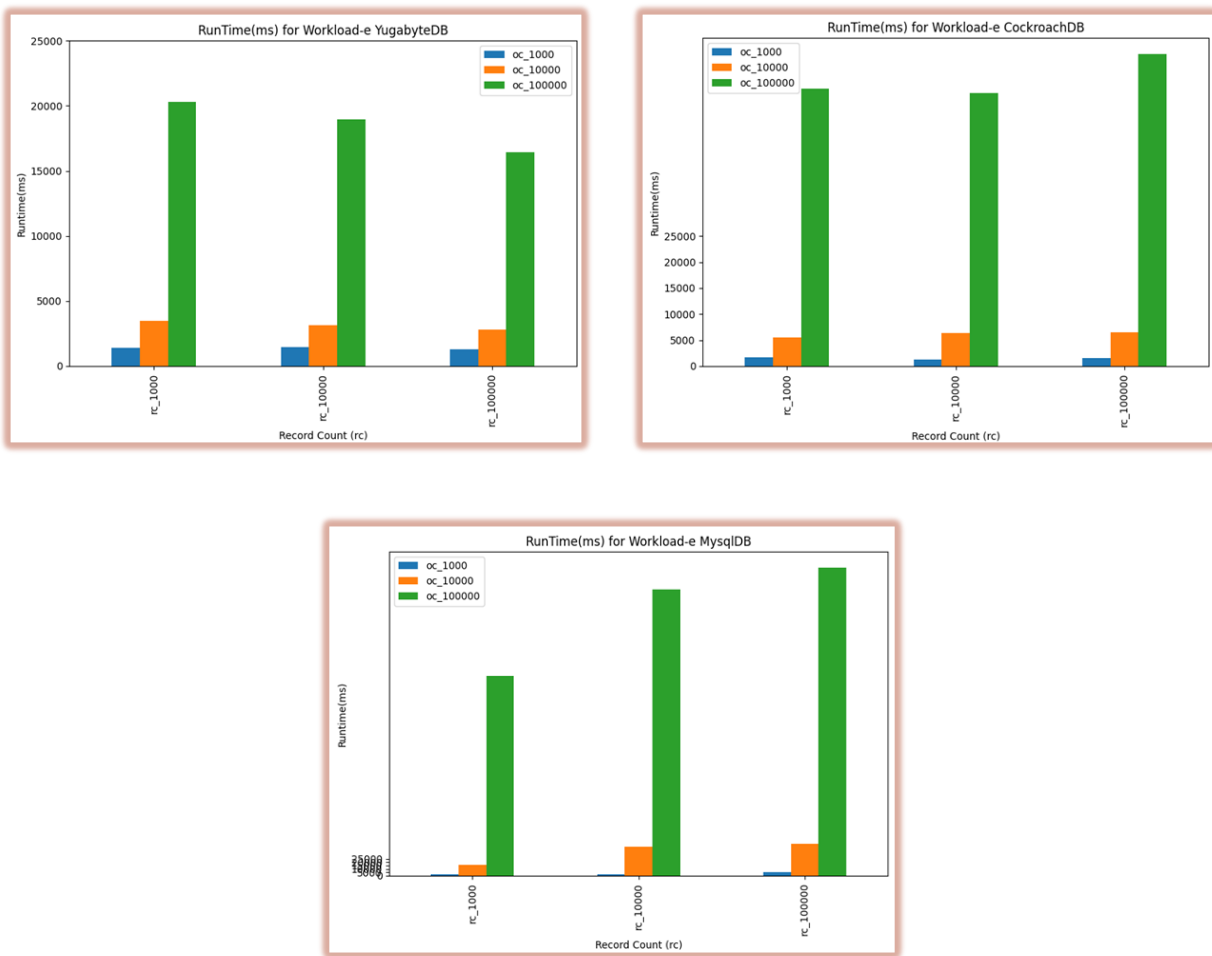 RunTime(ms) for Workload-e YugabyteDB
25000
20000
15000
10000
5000
0
Runtime(ms)
oc_1000
oc_10000
oc_100000
rc_1000
rc_10000
rc_100000
Record Count (rc)
RunTime(ms) for Workload-e CockroachDB
oc_1000
oc_10000
oc_100000
Runtime(ms)
25000
20000
15000
10000
5000
0
rc_1000
rc_10000
rc_100000
Record Count (rc)
RunTime(ms) for Workload-e MysqlDB
oc_1000
oc_10000
oc_100000
Runtime(ms)
25000
5000
0
rc_1000
rc_10000
rc_100000
Record Count (rc)